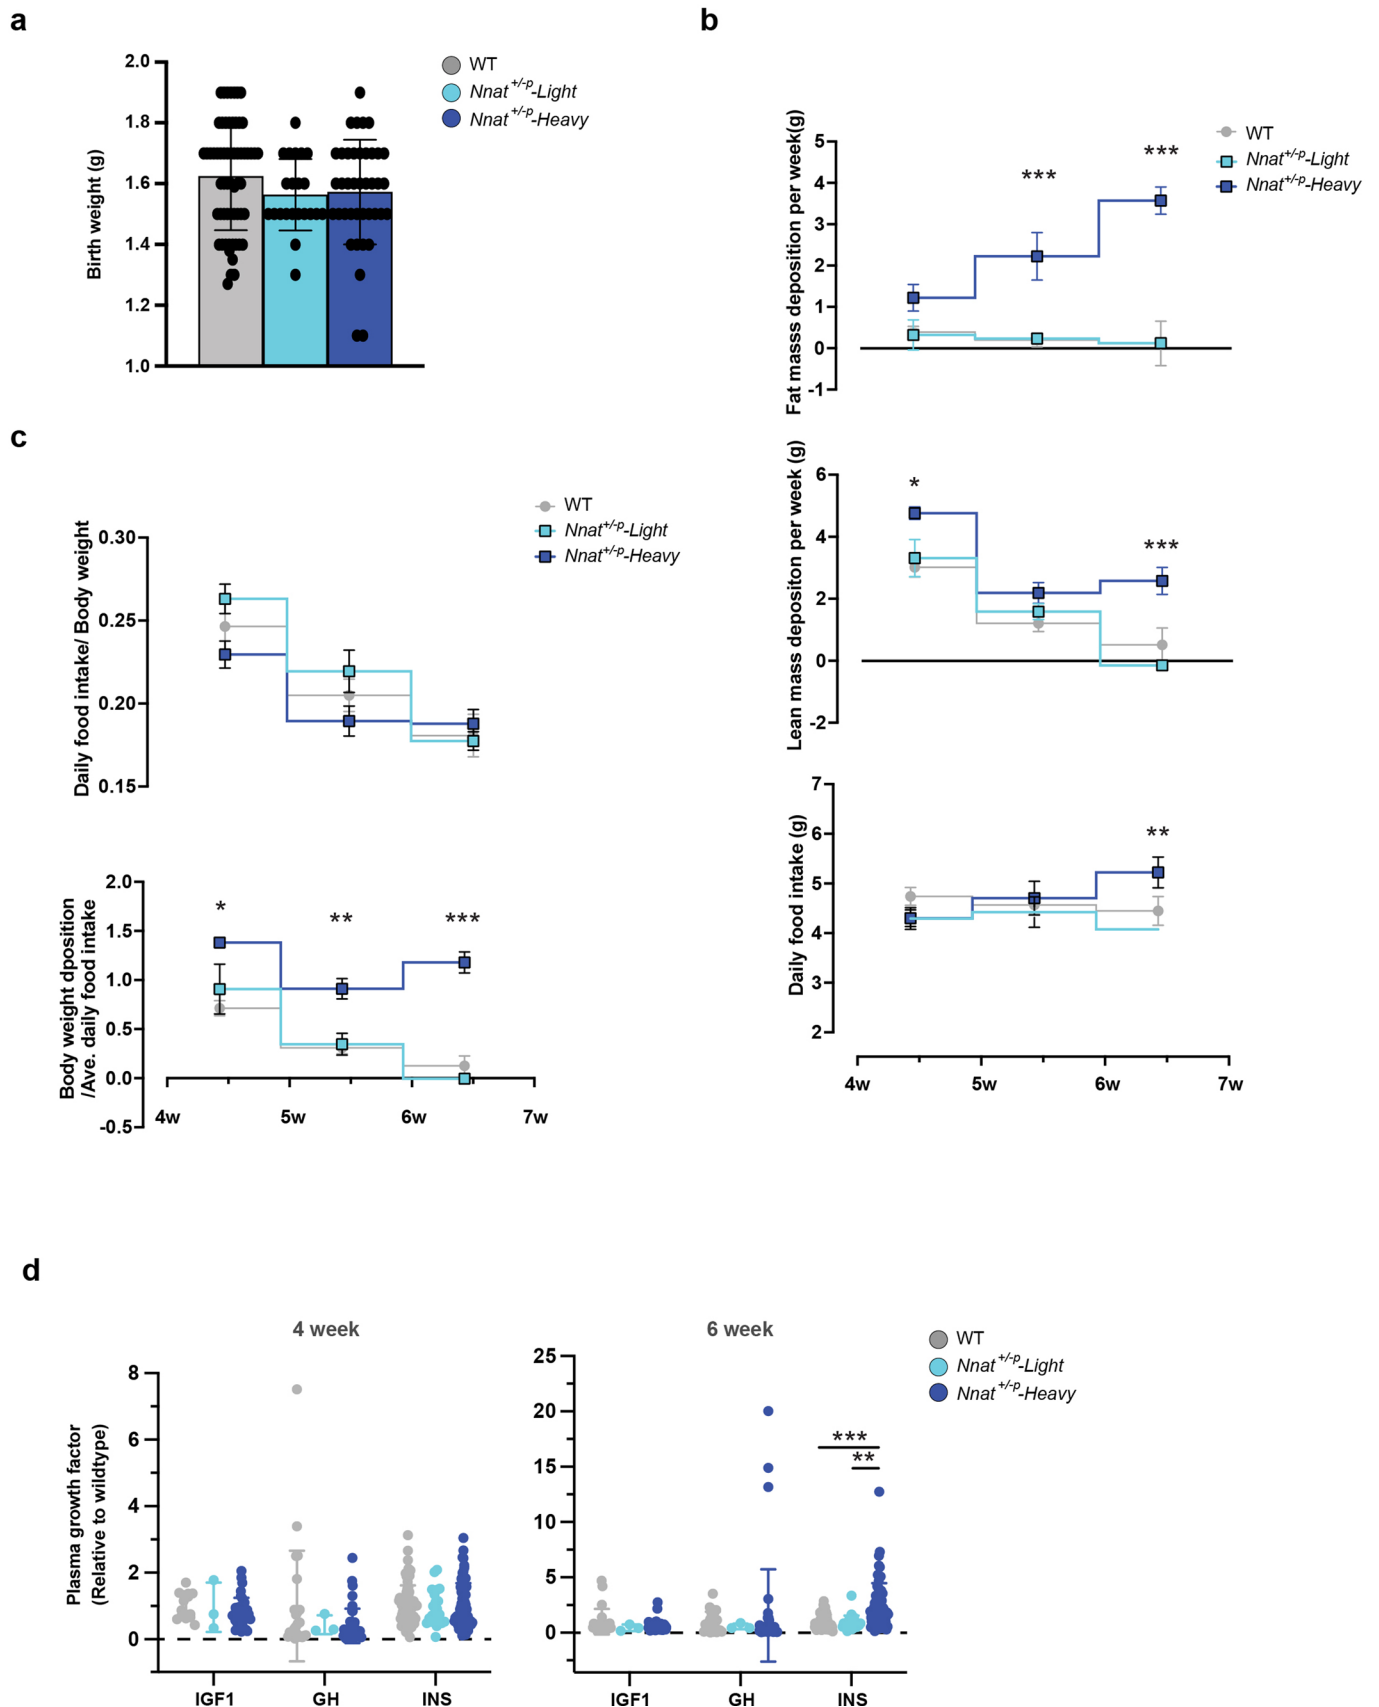 a
2.0
1.8
1.6
1.4
1.2
1.0
Birth weight (g)
WT
Nnat+/-p-Light
Nnat+/-p-Heavy
b
5
4
3
2
1
0
-1
Fat masss deposition per week(g)
***
***
WT
Nnat+/-p-Light
Nnat+/-p-Heavy
6
4
2
0
-2
Lean mass depositon per week (g)
*
***
7
6
5
4
3
2
Daily food intake (g)
**
4w
5w
6w
7w
c
0.30
0.25
0.20
0.15
Daily food intake/ Body weight
WT
Nnat+/-p-Light
Nnat+/-p-Heavy
2.0
1.5
1.0
0.5
0.0
-0.5
Body weight dposition
/Ave. daily food intake
*
**
***
4w
5w
6w
7w
d
4 week
8
6
4
2
0
Plasma growth factor
(Relative to wildtype)
IGF1
GH
INS
6 week
25
20
15
10
5
0
***
**
IGF1
GH
INS
WT
Nnat+/-p-Light
Nnat+/-p-Heavy